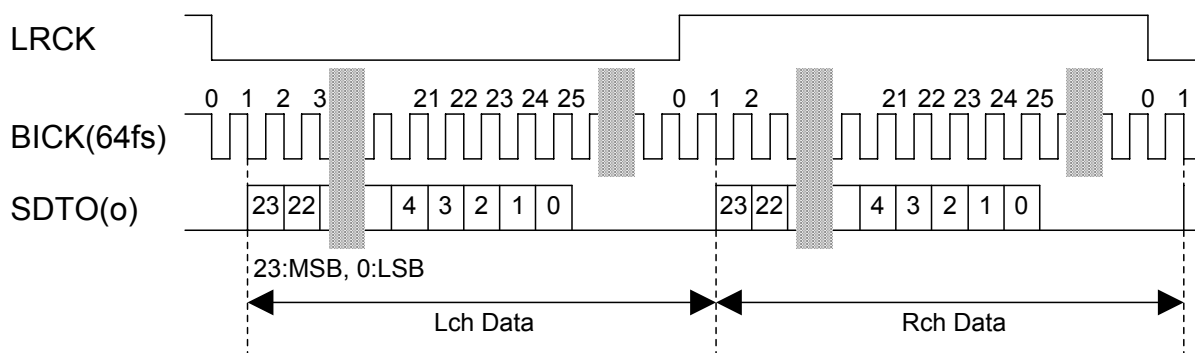 LRCK
0 1 2 3 21 22 23 24 25 0 1 2 21 22 23 24 25 0 1
BICK(64fs)
SDTO(o) 23 22 4 3 2 1 0 23 22 4 3 2 1 0
23:MSB, 0:LSB
Lch Data Rch Data